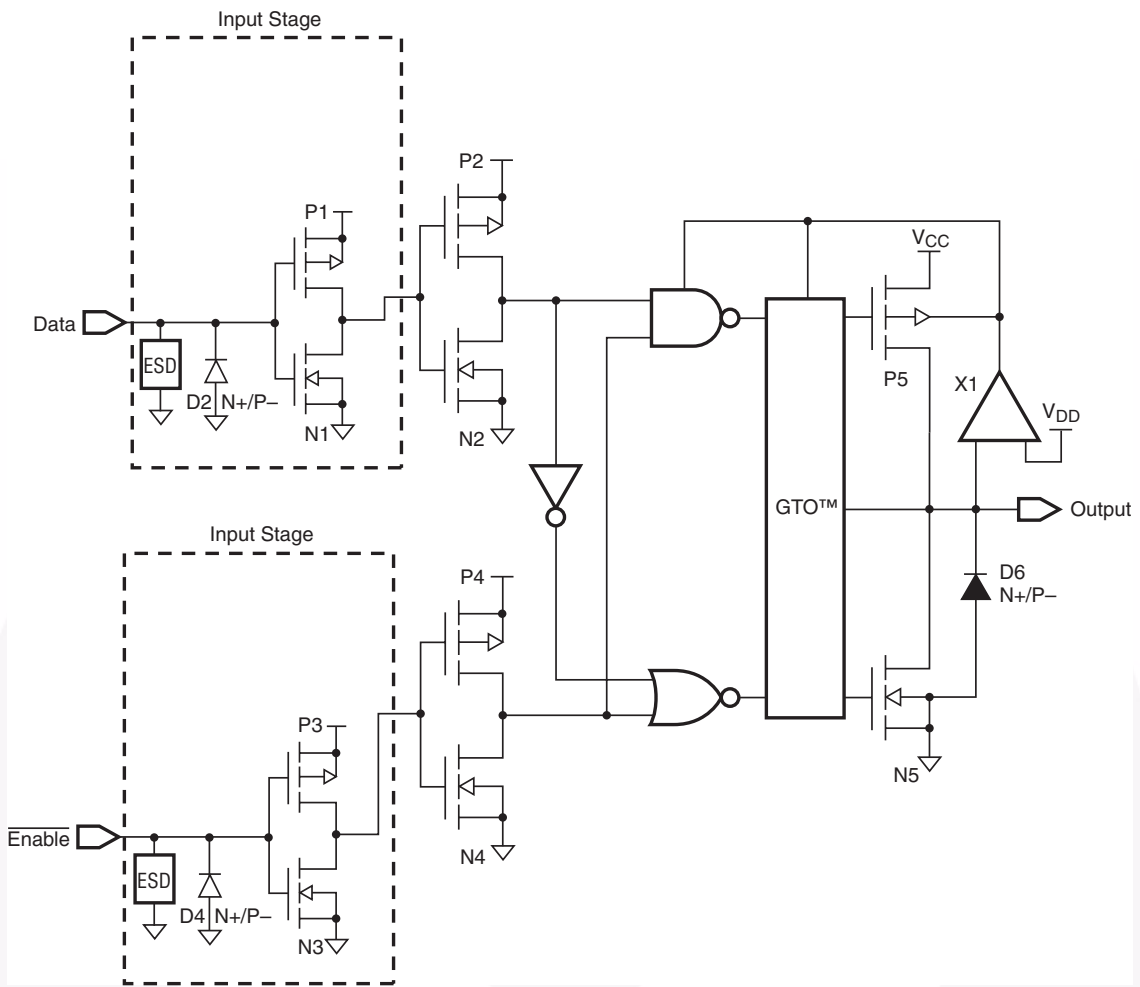 Input Stage
P2
P1
VCC
Data
ESD
D2 N+/P–
N1
N2
P5
X1
VDD
GTO™
Output
Input Stage
P4
D6
N+/P–
P3
N5
Enable
ESD
D4 N+/P–
N3
N4